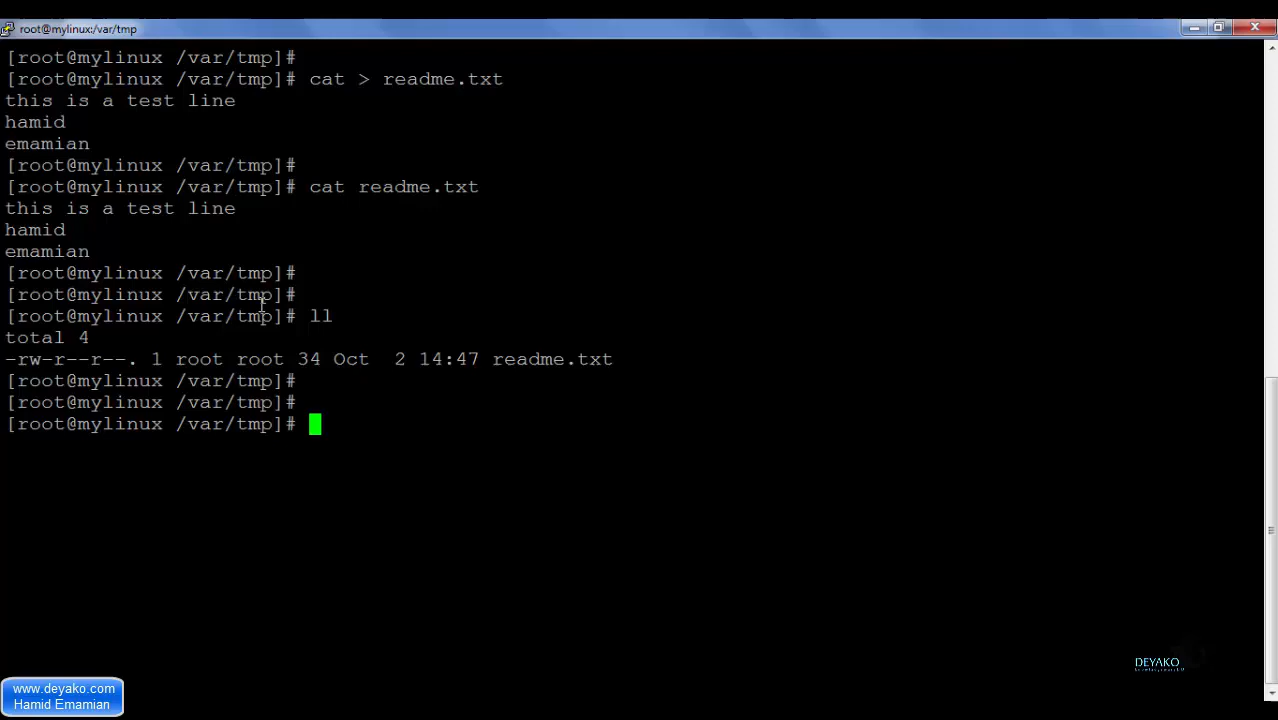 root@mylinux:/var/tmp
[root@mylinux /var/tmp]#
[root@mylinux /var/tmp]# cat > readme.txt
this is a test line
hamid
emamian
[root@mylinux /var/tmp]#
[root@mylinux /var/tmp]# cat readme.txt
this is a test line
hamid
emamian
[root@mylinux /var/tmp]#
[root@mylinux /var/tmp]#
[root@mylinux /var/tmp]# ll
total 4
-rw-r--r--. 1 root root 34 Oct  2 14:47 readme.txt
[root@mylinux /var/tmp]#
[root@mylinux /var/tmp]#
[root@mylinux /var/tmp]#
DEYAKO
www.deyako.com
Hamid Emamian